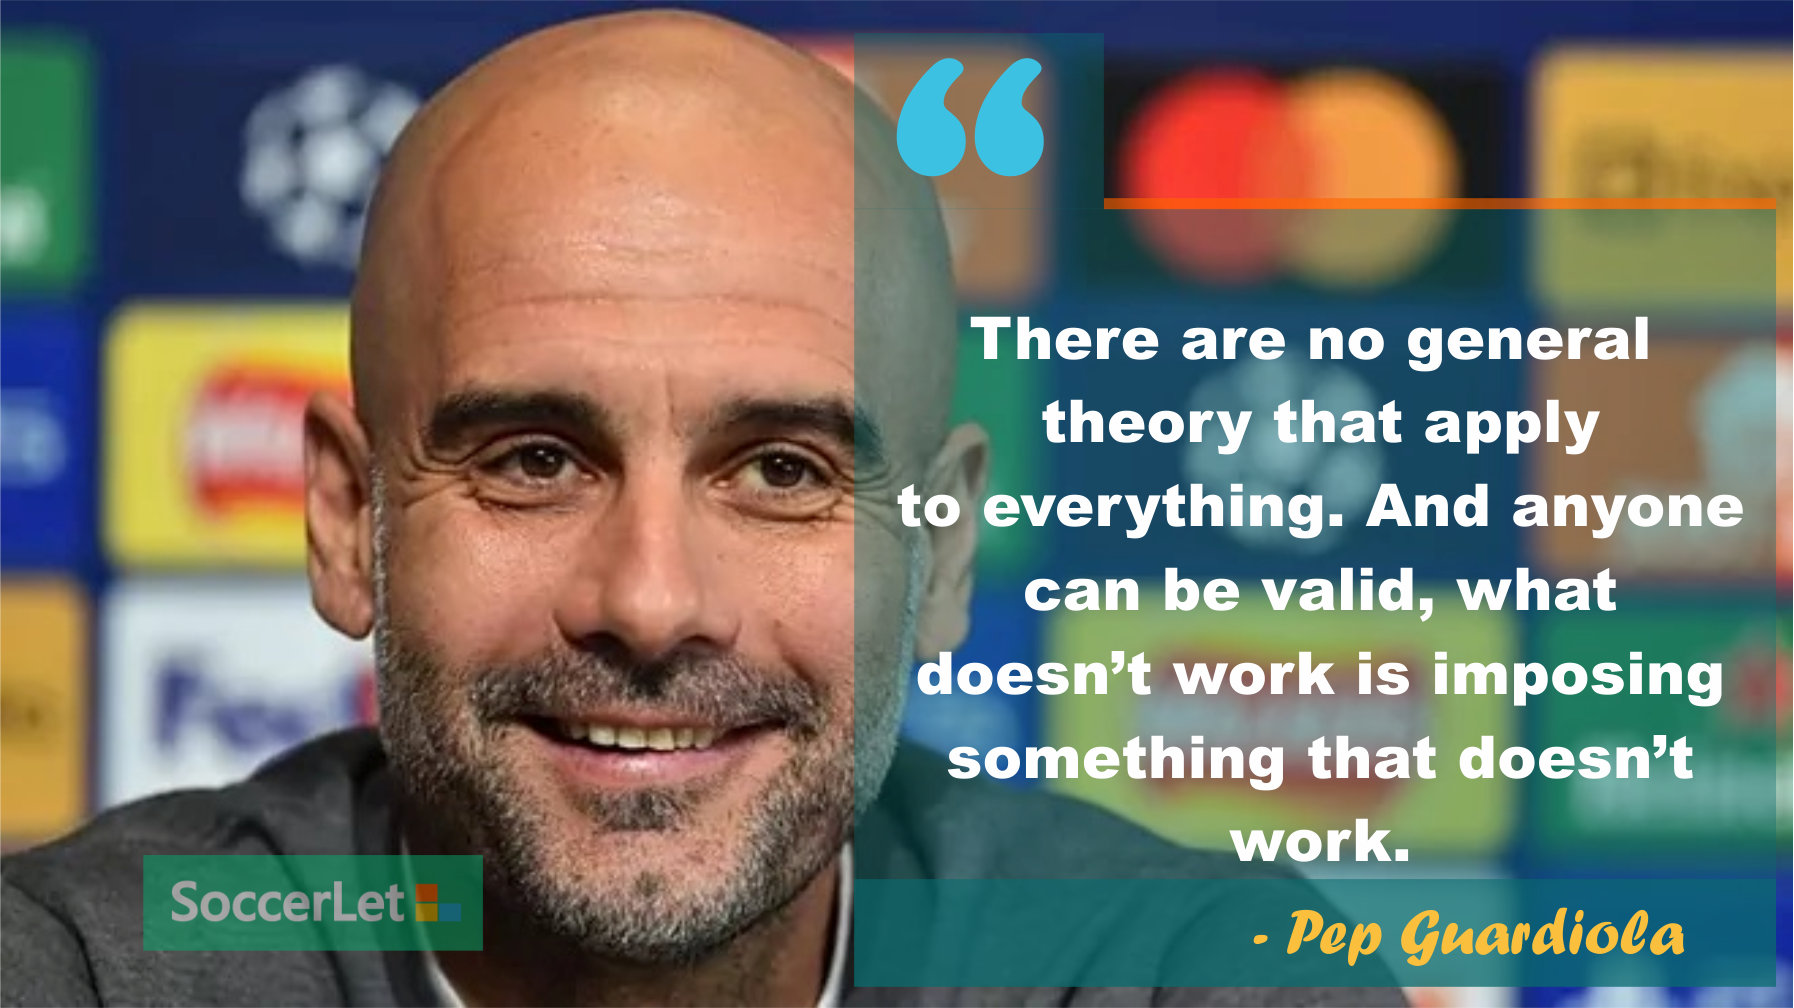 “
There are no general
theory that apply
to everything. And anyone
can be valid, what
doesn’t work is imposing
something that doesn’t
work.
- Pep Guardiola
SoccerLet